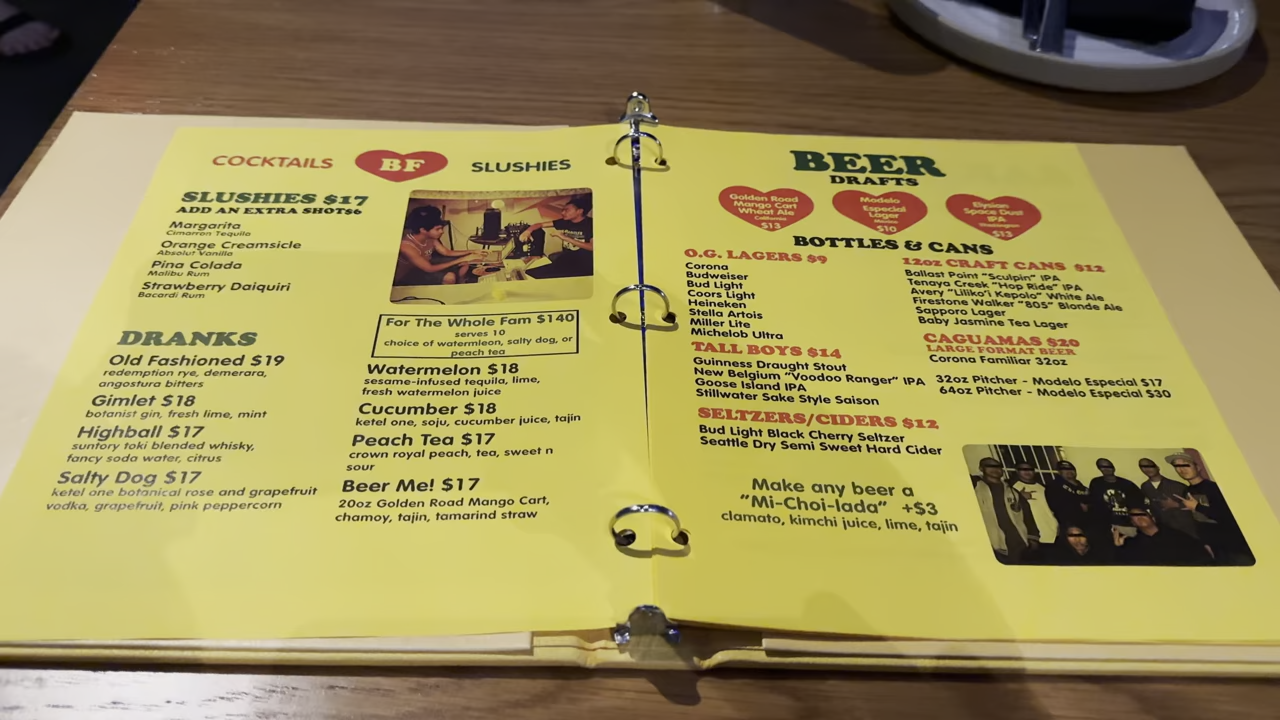 COCKTAILS BF SLUSHIES
SLUSHIES $17
ADD AN EXTRA SHOT$6
Margarita
Cimarron Tequila
Orange Creamsicle
Absolut Vanilla
Pina Colada
Malibu Rum
Strawberry Daiquiri
Bacardi Rum
DRANKS
Old Fashioned $19
redemption rye, demerara,
angostura bitters
Gimlet $18
botanist gin, fresh lime, mint
Highball $17
suntory toki blended whisky,
fancy soda water, citrus
Salty Dog $17
ketel one botanical rose and grapefruit
vodka, grapefruit, pink peppercorn
For The Whole Fam $140
serves 10
choice of watermleon, salty dog, or
peach tea
Watermelon $18
sesame-infused tequila, lime,
fresh watermelon juice
Cucumber $18
ketel one, soju, cucumber juice, tajin
Peach Tea $17
crown royal peach, tea, sweet n
sour
Beer Me! $17
20oz Golden Road Mango Cart,
chamoy, tajin, tamarind straw
BEER
DRAFTS
Golden Road
Mango Cart
Wheat Ale
California
$13
Modelo
Especial
Lager
Mexico
$10
Elysian
Space Dust
IPA
Washington
$13
BOTTLES & CANS
O.G. LAGERS $9
Corona
Budweiser
Bud Light
Coors Light
Heineken
Stella Artois
Miller Lite
Michelob Ultra
TALL BOYS $14
Guinness Draught Stout
New Belgium "Voodoo Ranger" IPA
Goose Island IPA
Stillwater Sake Style Saison
SELTZERS/CIDERS $12
Bud Light Black Cherry Seltzer
Seattle Dry Semi Sweet Hard Cider
Make any beer a
"Mi-Choi-lada" +$3
clamato, kimchi juice, lime, tajin
12oz CRAFT CANS $12
Ballast Point "Sculpin" IPA
Tenaya Creek "Hop Ride" IPA
Avery "Liliko'i Kepolo" White Ale
Firestone Walker "805" Blonde Ale
Sapporo Lager
Baby Jasmine Tea Lager
CAGUAMAS $20
LARGE FORMAT BEER
Corona Familiar 32oz
32oz Pitcher - Modelo Especial $17
64oz Pitcher - Modelo Especial $30